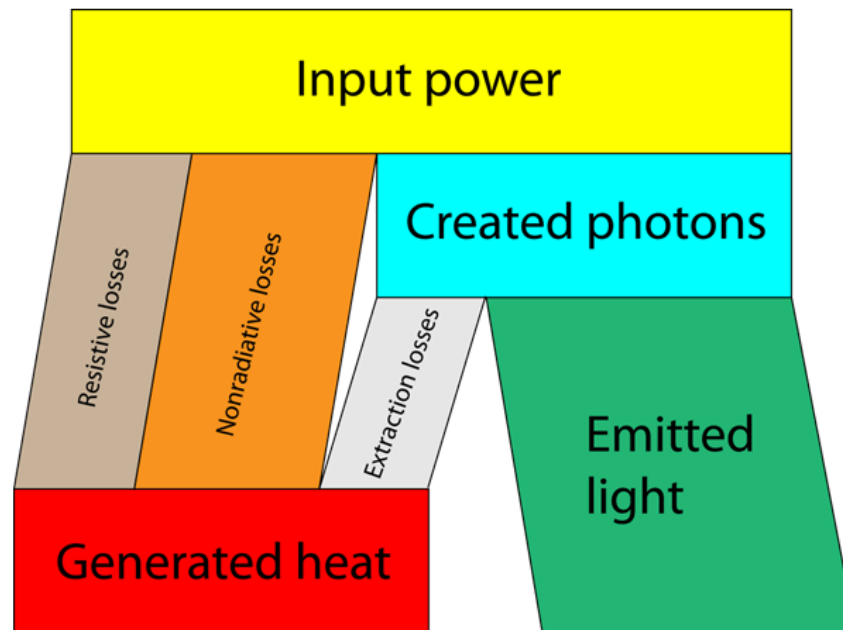 Input power
Created photons
Resistive losses
Nonradiative losses
Extraction losses
Emitted
light
Generated heat